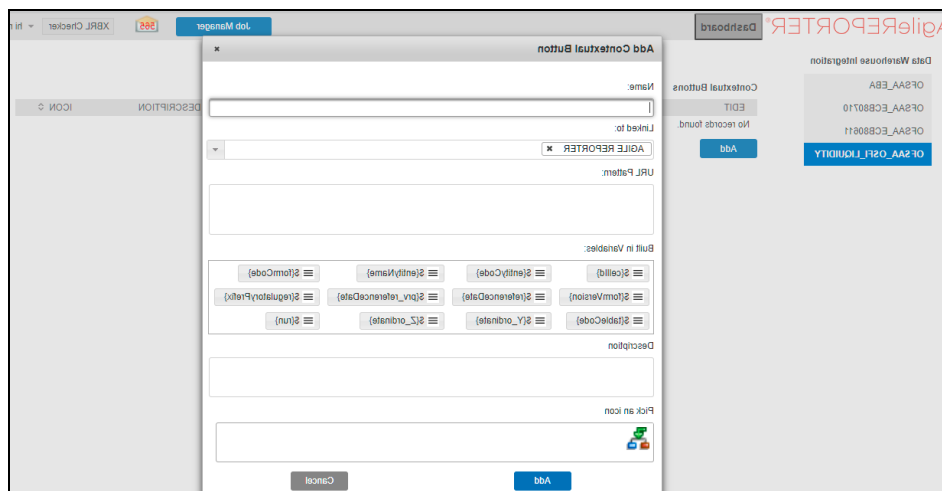 AgileREPORTER® Dashboard Job Manager 565 XBRL Checker hi
Data Warehouse Integration
OFSAA_EBA
OFSAA_ECB80710
OFSAA_ECB80611
OFSAA_OSFI_LIQUIDITY
Contextual Buttons
EDIT DESCRIPTION ICON
No records found.
Add
Add Contextual Button
Name:
Linked to:
AGILE REPORTER
URL Pattern:
Built in Variables:
${cellId} ${entityCode} ${entityName} ${formCode}
${formVersion} ${referenceDate} ${prv_referenceDate} ${regulatoryPrefix}
${tableCode} ${Y_ordinate} ${Z_ordinate} ${run}
Description
Pick an icon
Add Cancel